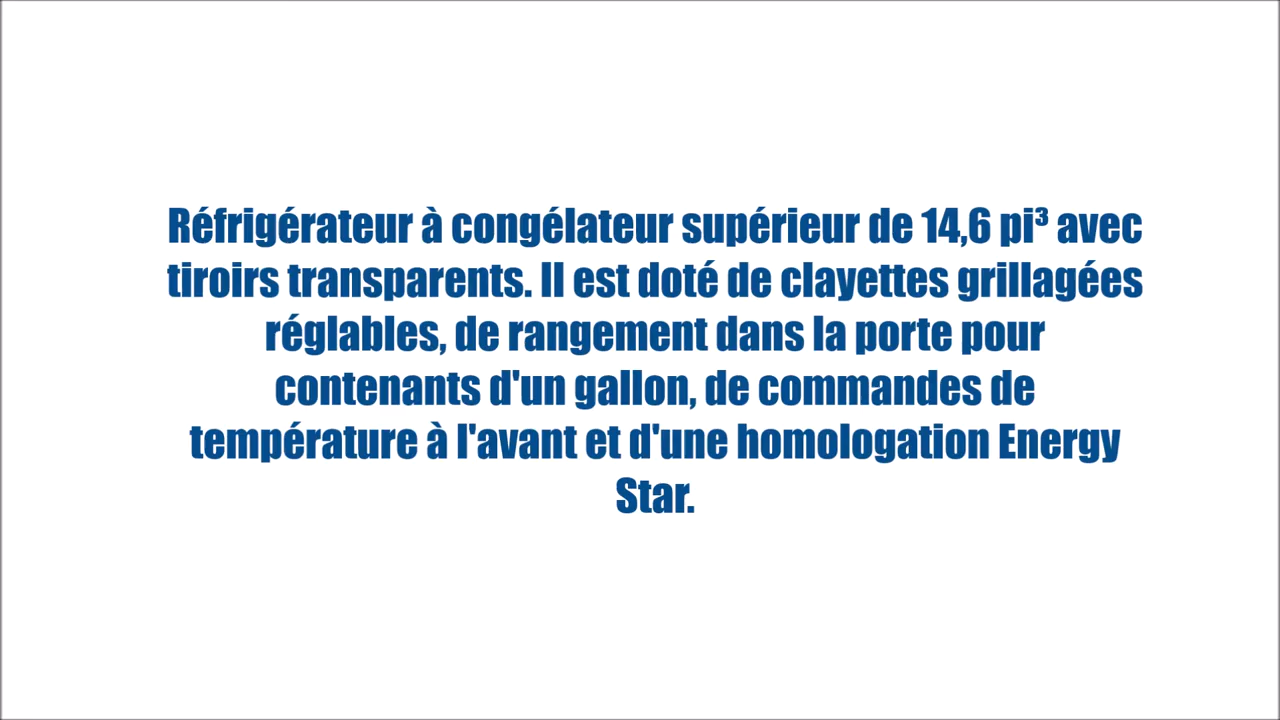 Réfrigérateur à congélateur supérieur de 14,6 pi³ avec
tiroirs transparents. Il est doté de clayettes grillagées
réglables, de rangement dans la porte pour
contenants d'un gallon, de commandes de
température à l'avant et d'une homologation Energy
Star.